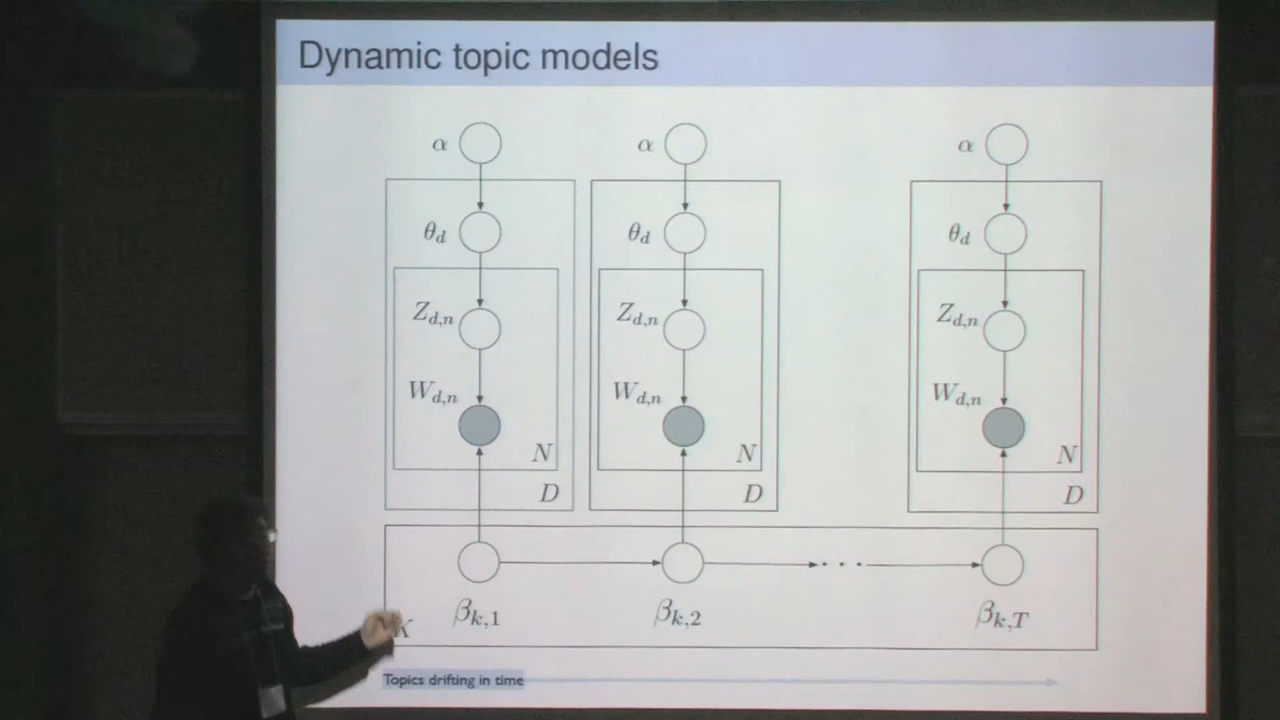 Dynamic topic models
α α α
θd θd θd
Zd,n Zd,n Zd,n
Wd,n Wd,n Wd,n
N N N
D D D
· · ·
βk,1 βk,2 βk,T
K
Topics drifting in time